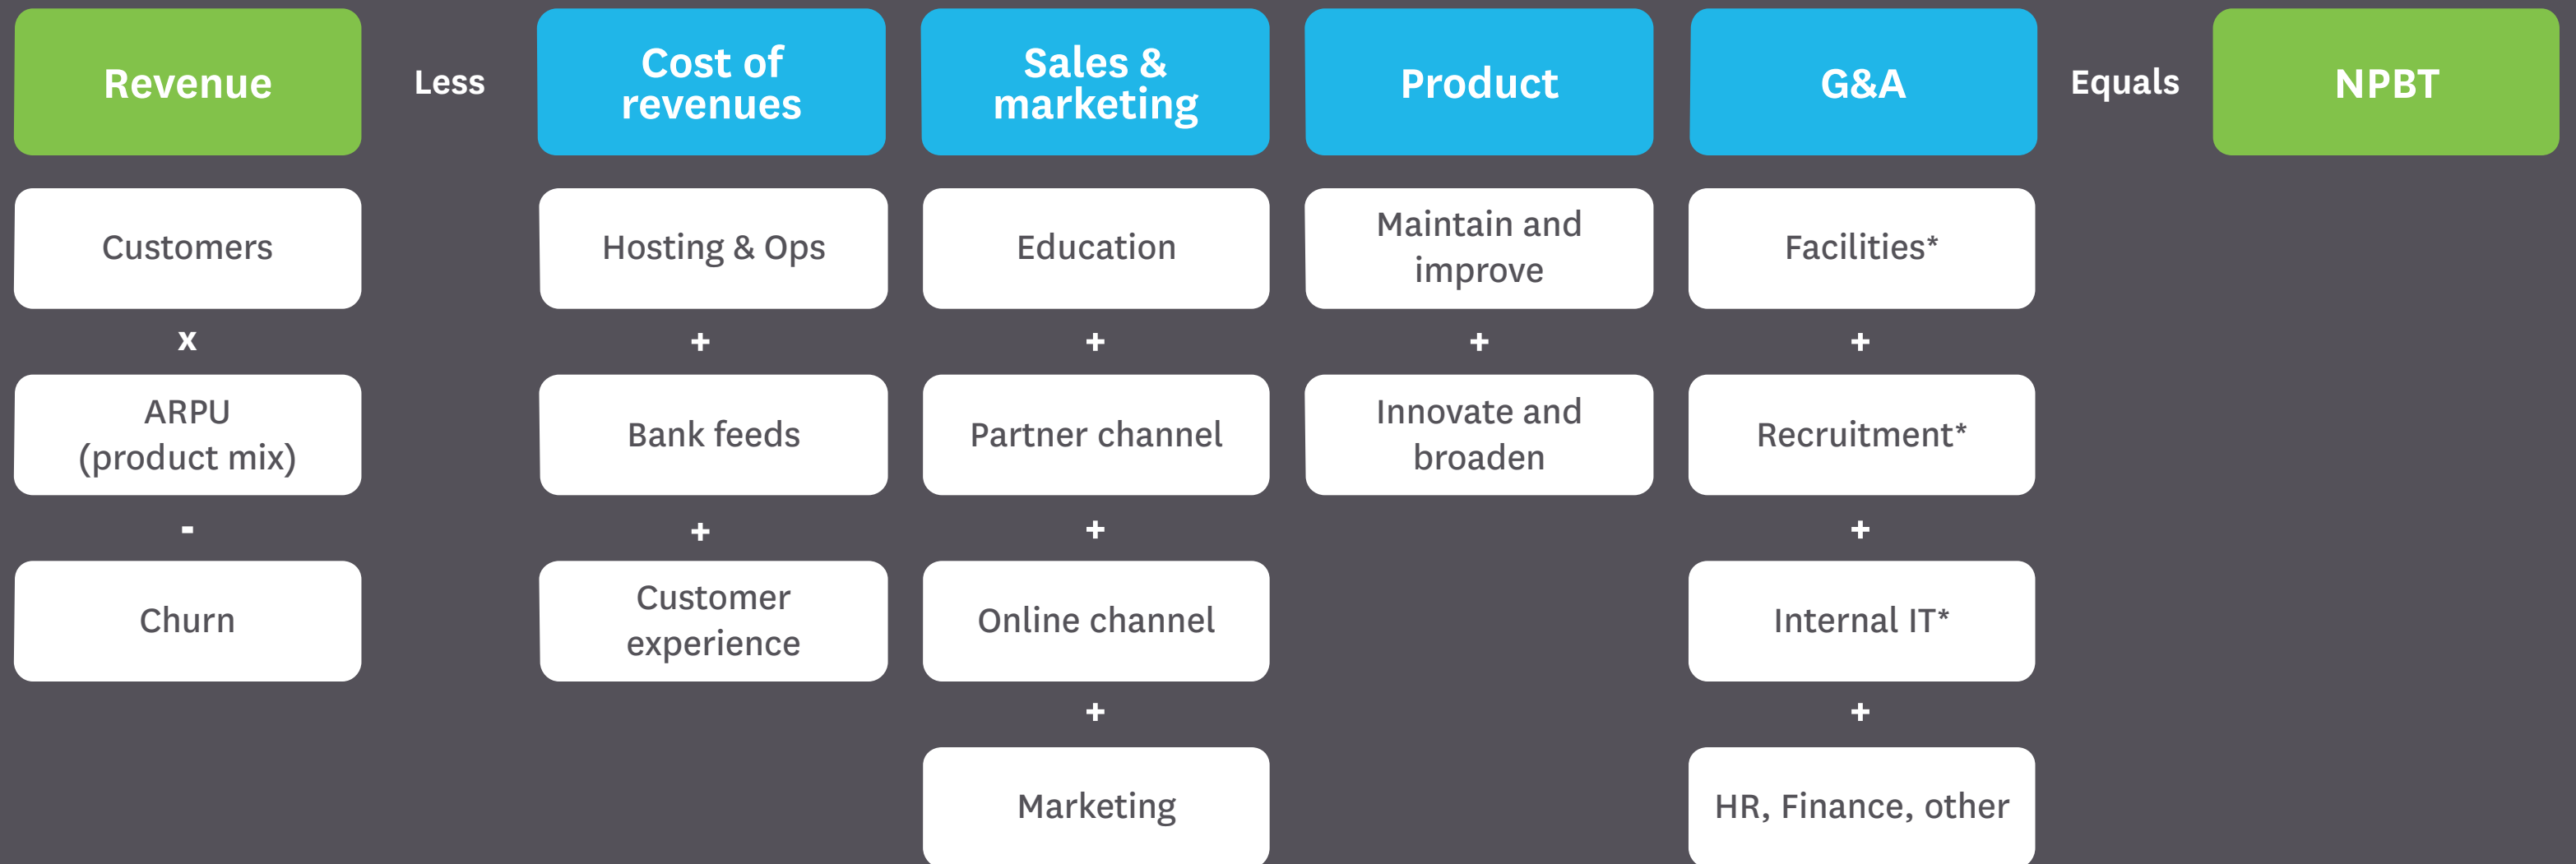 Revenue
Less
Cost of
revenues
Sales &
marketing
Product
G&A
Equals
NPBT
Customers
x
ARPU
(product mix)
-
Churn
Hosting & Ops
+
Bank feeds
+
Customer
experience
Education
+
Partner channel
+
Online channel
+
Marketing
Maintain and
improve
+
Innovate and
broaden
Facilities*
+
Recruitment*
+
Internal IT*
+
HR, Finance, other